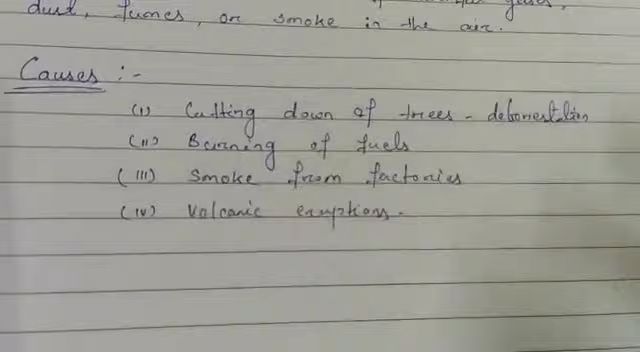 dust, fumes, or smoke in the air.
Causes :-
(i) Cutting down of trees - deforestation
(ii) Burning of fuels
(iii) Smoke from factories
(iv) Volcanic eruptions.